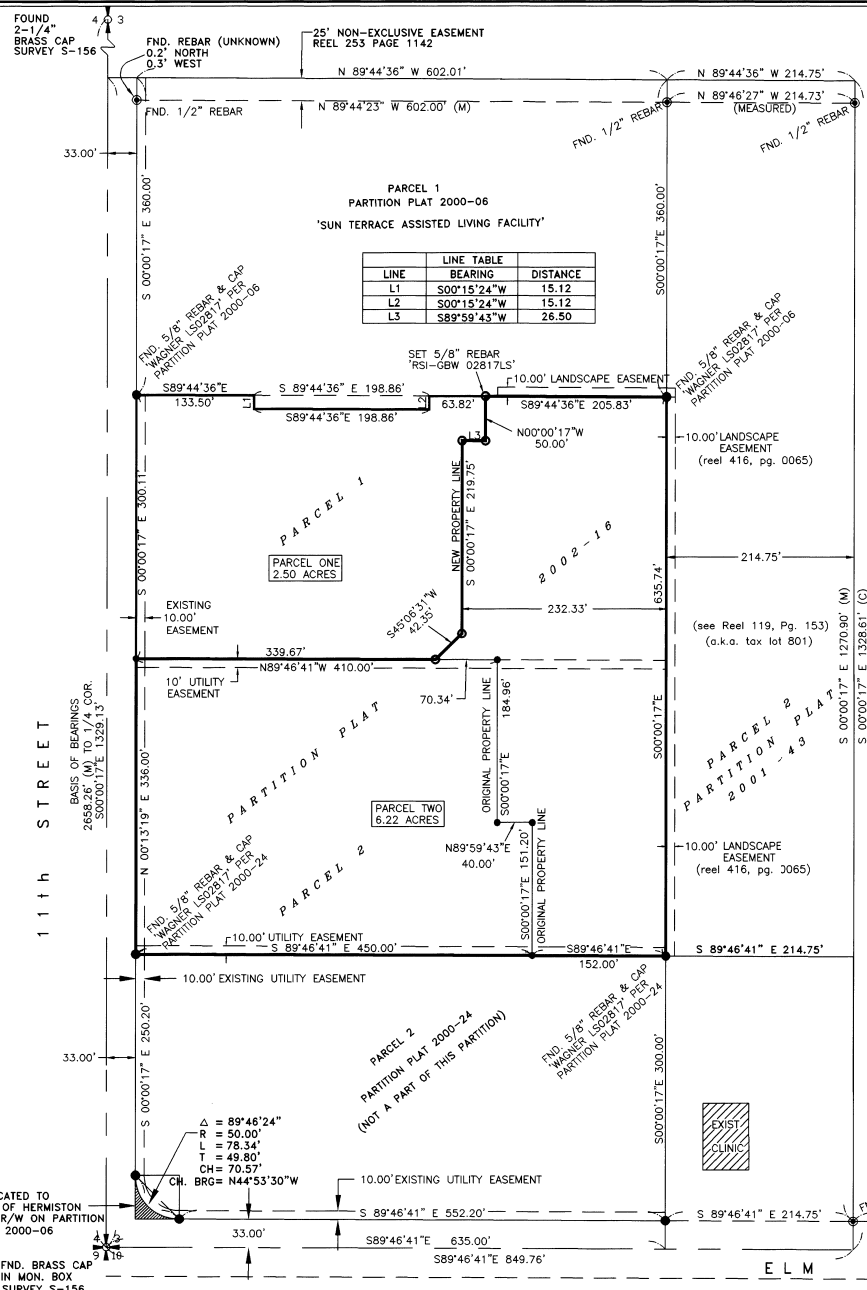 FOUND
2-1/4"
BRASS CAP
SURVEY S-156
4 3
FND. REBAR (UNKNOWN)
0.2' NORTH
0.3' WEST
25' NON-EXCLUSIVE EASEMENT
REEL 253 PAGE 1142
N 89°44'36" W 602.01'
N 89°44'36" W 214.75'
N 89°44'23" W 602.00' (M)
N 89°46'27" W 214.73'
(MEASURED)
FND. 1/2" REBAR
FND. 1/2" REBAR
FND. 1/2" REBAR
33.00'
S 00°00'17" E 360.00'
S00°00'17"E 360.00'
PARCEL 1
PARTITION PLAT 2000-06
'SUN TERRACE ASSISTED LIVING FACILITY'
LINE TABLE
LINE BEARING DISTANCE
L1 S00°15'24"W 15.12
L2 S00°15'24"W 15.12
L3 S89°59'43"W 26.50
FND. 5/8" REBAR & CAP
'WAGNER LS02817' PER
PARTITION PLAT 2000-06
SET 5/8" REBAR
'RSI-GBW 02817LS'
FND. 5/8" REBAR & CAP
'WAGNER LS02817' PER
PARTITION PLAT 2000-06
S89°44'36"E
133.50'
S 89°44'36" E 198.86'
L1
S89°44'36"E 198.86'
L2
63.82'
10.00' LANDSCAPE EASEMENT
S89°44'36"E 205.83'
L3
N00°00'17"W
50.00'
10.00' LANDSCAPE
EASEMENT
(reel 416, pg. 0065)
S 00°00'17" E 300.11'
PARCEL 1
PARCEL ONE
2.50 ACRES
NEW PROPERTY LINE
S 00°00'17" E 219.75'
2002-16
214.75'
232.33'
635.74'
S00°00'17"E
EXISTING
10.00'
EASEMENT
S45°06'31"W
42.35'
(see Reel 119, Pg. 153)
(a.k.a. tax lot 801)
S 00°00'17" E 1270.90' (M)
S 00°00'17" E 1328.61' (C)
339.67'
N89°46'41"W 410.00'
10' UTILITY
EASEMENT
70.34'
11th STREET
BASIS OF BEARINGS
2658.26' (M) TO 1/4 COR.
S00°00'17"E 1329.13'
N 00°13'19" E 336.00'
PARTITION PLAT
PARCEL 2
ORIGINAL PROPERTY LINE
S00°00'17"E 184.96'
PARCEL TWO
6.22 ACRES
N89°59'43"E
40.00'
S00°00'17"E 151.20'
ORIGINAL PROPERTY LINE
PARCEL 2
PARTITION PLAT
2001-43
10.00' LANDSCAPE
EASEMENT
(reel 416, pg. 0065)
FND. 5/8" REBAR & CAP
'WAGNER LS02817' PER
PARTITION PLAT 2000-24
10.00' UTILITY EASEMENT
S 89°46'41" E 450.00'
S89°46'41"E
152.00'
S 89°46'41" E 214.75'
10.00' EXISTING UTILITY EASEMENT
FND. 5/8" REBAR & CAP
'WAGNER LS02817' PER
PARTITION PLAT 2000-24
S 00°00'17" E 250.20'
33.00'
PARCEL 2
PARTITION PLAT 2000-24
(NOT A PART OF THIS PARTITION)
S00°00'17"E 300.00'
EXIST
CLINIC
Δ = 89°46'24"
R = 50.00'
L = 78.34'
T = 49.80'
CH= 70.57'
CH. BRG= N44°53'30"W
10.00' EXISTING UTILITY EASEMENT
CATED TO
OF HERMISTON
R/W ON PARTITION
2000-06
S 89°46'41" E 552.20'
S 89°46'41" E 214.75'
33.00'
S89°46'41"E 635.00'
S89°46'41"E 849.76'
ELM
FND. BRASS CAP
IN MON. BOX
SURVEY S-156